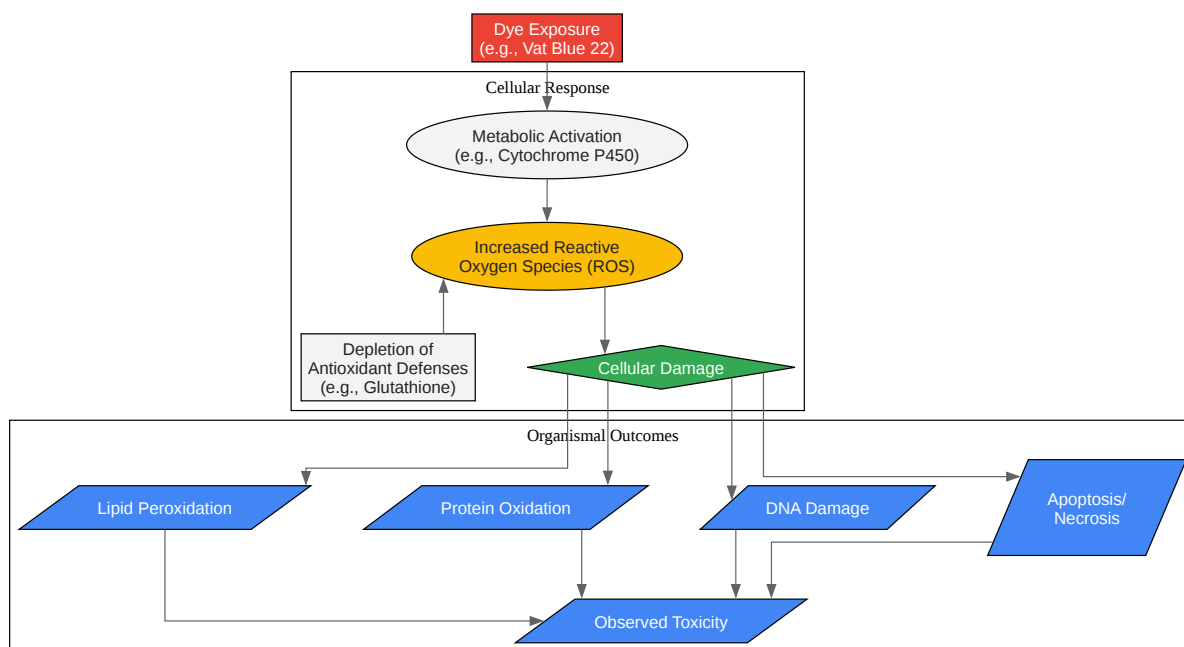 Dye Exposure
(e.g., Vat Blue 22)
Cellular Response
Metabolic Activation
(e.g., Cytochrome P450)
Increased Reactive
Oxygen Species (ROS)
Depletion of
Antioxidant Defenses
(e.g., Glutathione)
Cellular Damage
Organismal Outcomes
Lipid Peroxidation
Protein Oxidation
DNA Damage
Apoptosis/
Necrosis
Observed Toxicity